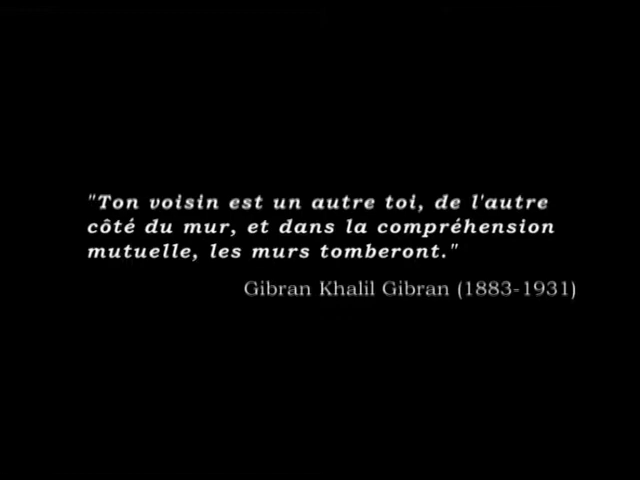 "Ton voisin est un autre toi, de l'autre
côté du mur, et dans la compréhension
mutuelle, les murs tomberont."
Gibran Khalil Gibran (1883-1931)